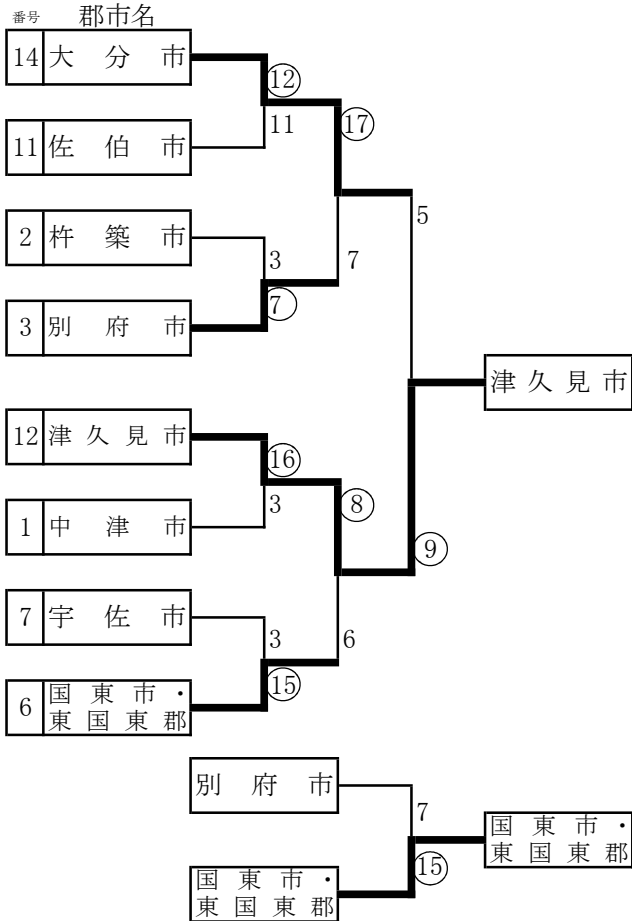 番号 郡市名
14 大分市
⑫
11
⑰
11 佐伯市
5
2 杵築市
3
7
⑦
3 別府市
津久見市
12 津久見市
⑯
3
⑧
1 中津市
⑨
7 宇佐市
3
6
⑮
6 国東市・
東国東郡
別府市
7
国東市・
東国東郡
⑮
国東市・
東国東郡